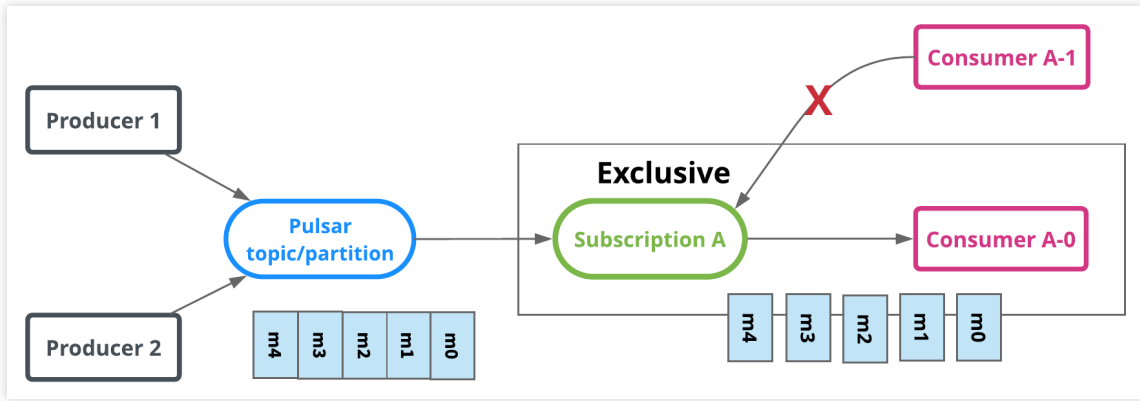 Consumer A-1
X
Producer 1
Exclusive
Pulsar
topic/partition
Subscription A
Consumer A-0
Producer 2
m4
m3
m2
m1
m0
m4
m3
m2
m1
m0